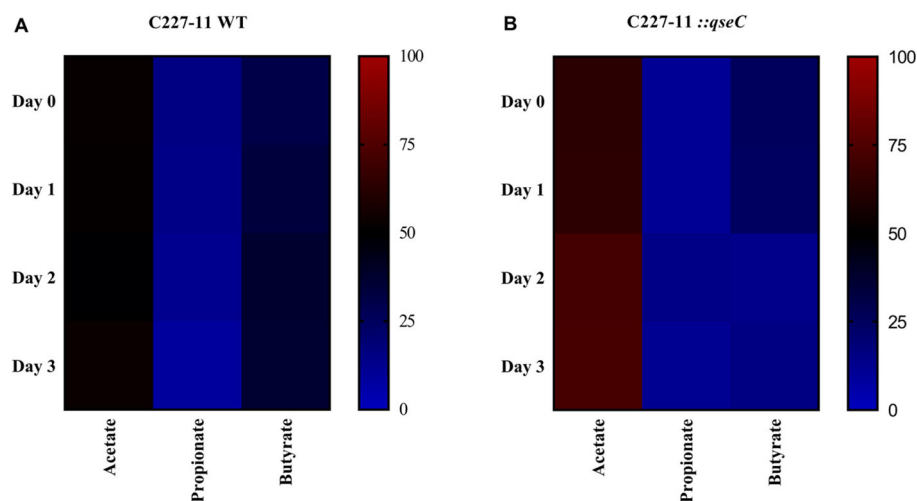 A
C227-11 WT
100
75
50
25
0
Day 0
Day 1
Day 2
Day 3
Acetate
Propionate
Butyrate
B
C227-11 ::qseC
100
75
50
25
0
Day 0
Day 1
Day 2
Day 3
Acetate
Propionate
Butyrate